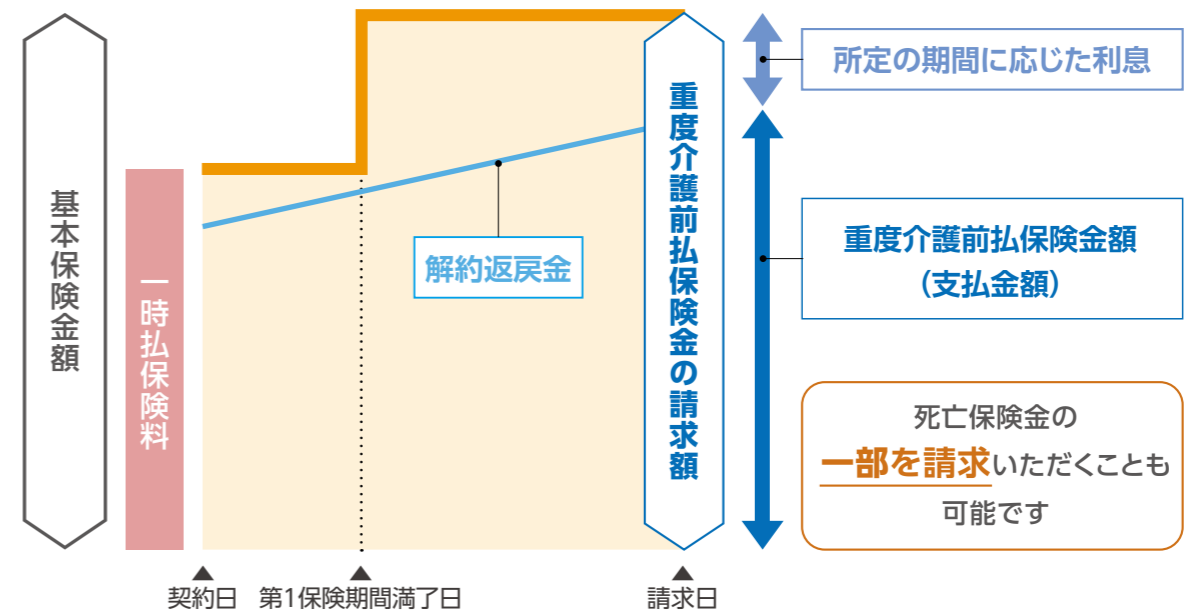 基本保険金額
一時払保険料
解約返戻金
重度介護前払保険金の請求額
所定の期間に応じた利息
重度介護前払保険金額
（支払金額）
死亡保険金の
一部を請求いただくことも
可能です
契約日
第1保険期間満了日
請求日